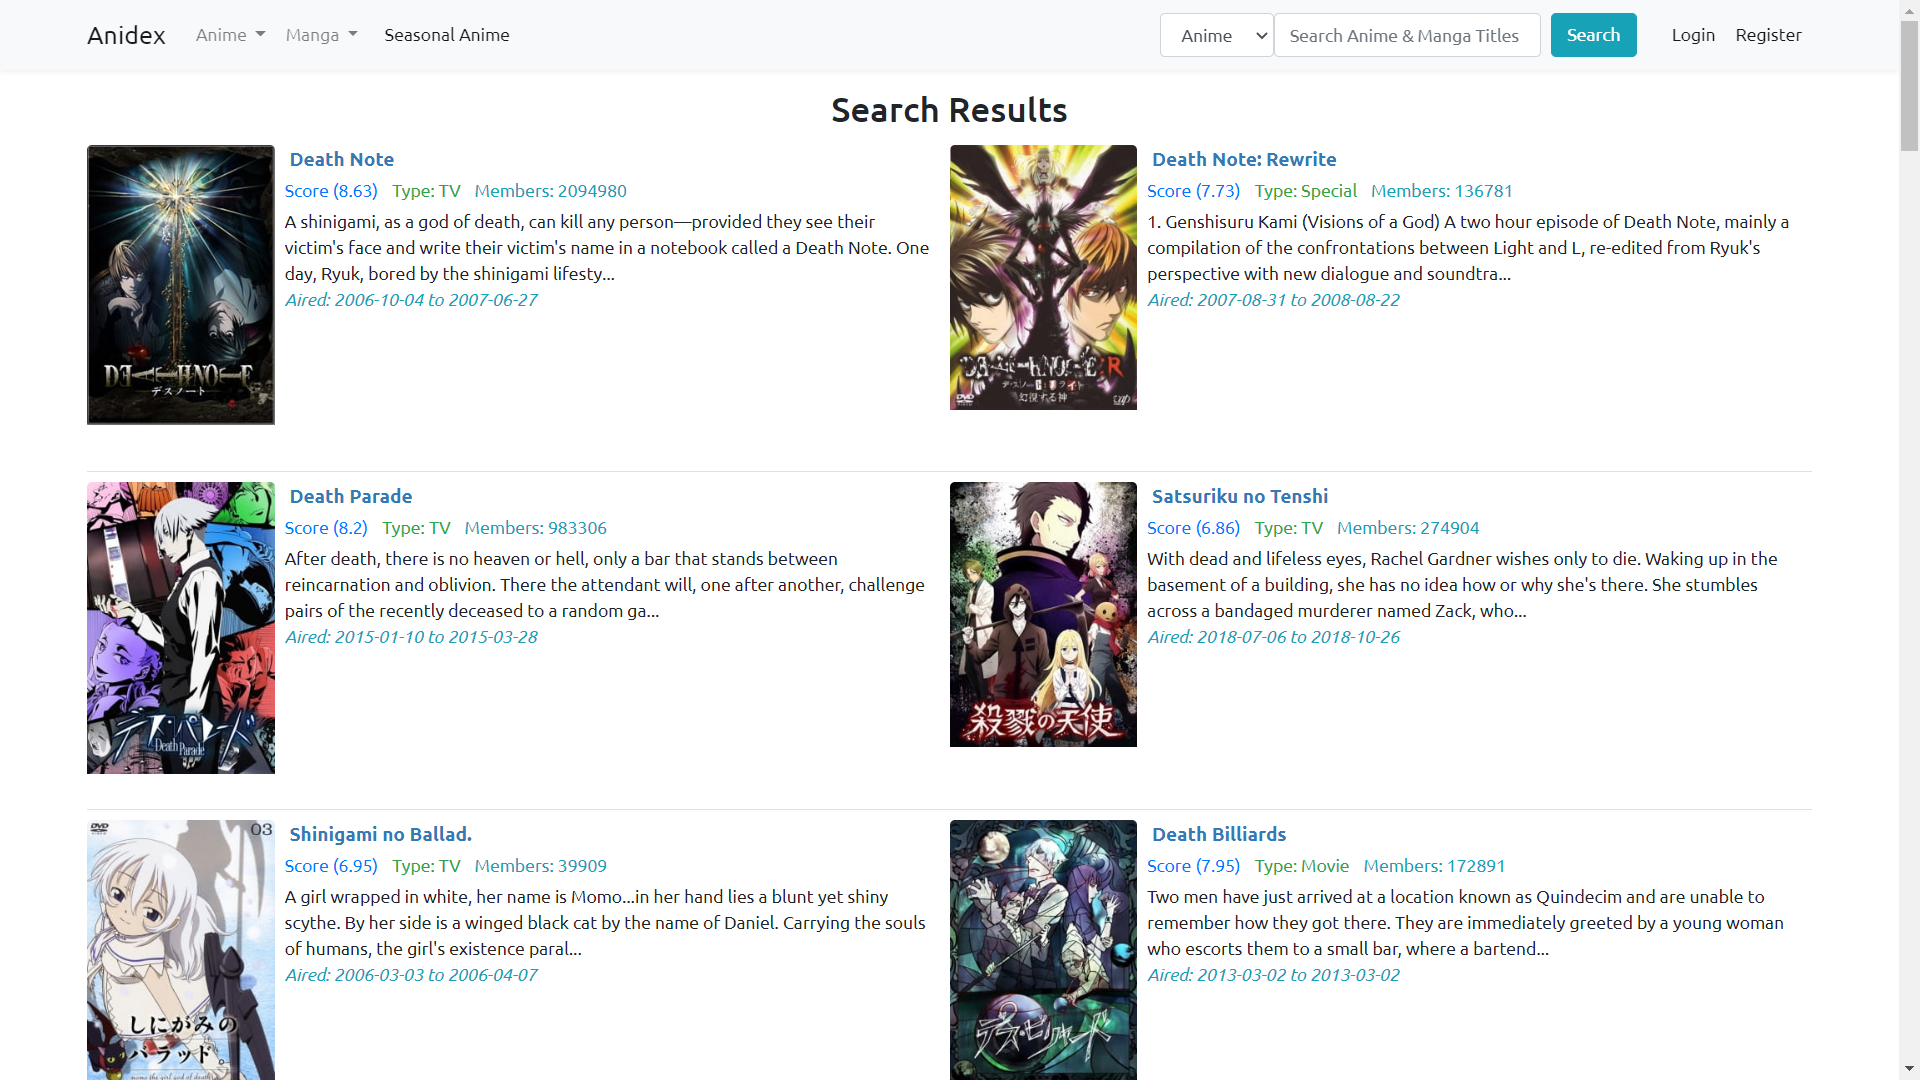 Anidex Anime Manga Seasonal Anime Anime Search Anime & Manga Titles Search Login Register
Search Results
Death Note
Score (8.63) Type: TV Members: 2094980
A shinigami, as a god of death, can kill any person—provided they see their
victim's face and write their victim's name in a notebook called a Death Note. One
day, Ryuk, bored by the shinigami lifesty...
Aired: 2006-10-04 to 2007-06-27
DEATH NOTE
デスノート
Death Note: Rewrite
Score (7.73) Type: Special Members: 136781
1. Genshisuru Kami (Visions of a God) A two hour episode of Death Note, mainly a
compilation of the confrontations between Light and L, re-edited from Ryuk's
perspective with new dialogue and soundtra...
Aired: 2007-08-31 to 2008-08-22
DEATH NOTE R
幻視する神
DVD
Death Parade
Score (8.2) Type: TV Members: 983306
After death, there is no heaven or hell, only a bar that stands between
reincarnation and oblivion. There the attendant will, one after another, challenge
pairs of the recently deceased to a random ga...
Aired: 2015-01-10 to 2015-03-28
デス・パレード
Death Parade
Satsuriku no Tenshi
Score (6.86) Type: TV Members: 274904
With dead and lifeless eyes, Rachel Gardner wishes only to die. Waking up in the
basement of a building, she has no idea how or why she's there. She stumbles
across a bandaged murderer named Zack, who...
Aired: 2018-07-06 to 2018-10-26
殺戮の天使
Shinigami no Ballad.
Score (6.95) Type: TV Members: 39909
A girl wrapped in white, her name is Momo...in her hand lies a blunt yet shiny
scythe. By her side is a winged black cat by the name of Daniel. Carrying the souls
of humans, the girl's existence paral...
Aired: 2006-03-03 to 2006-04-07
DVD 03
しにがみの
バラッド。
momo the girl god of death
Death Billiards
Score (7.95) Type: Movie Members: 172891
Two men have just arrived at a location known as Quindecim and are unable to
remember how they got there. They are immediately greeted by a young woman
who escorts them to a small bar, where a bartend...
Aired: 2013-03-02 to 2013-03-02
デス・ビリヤード